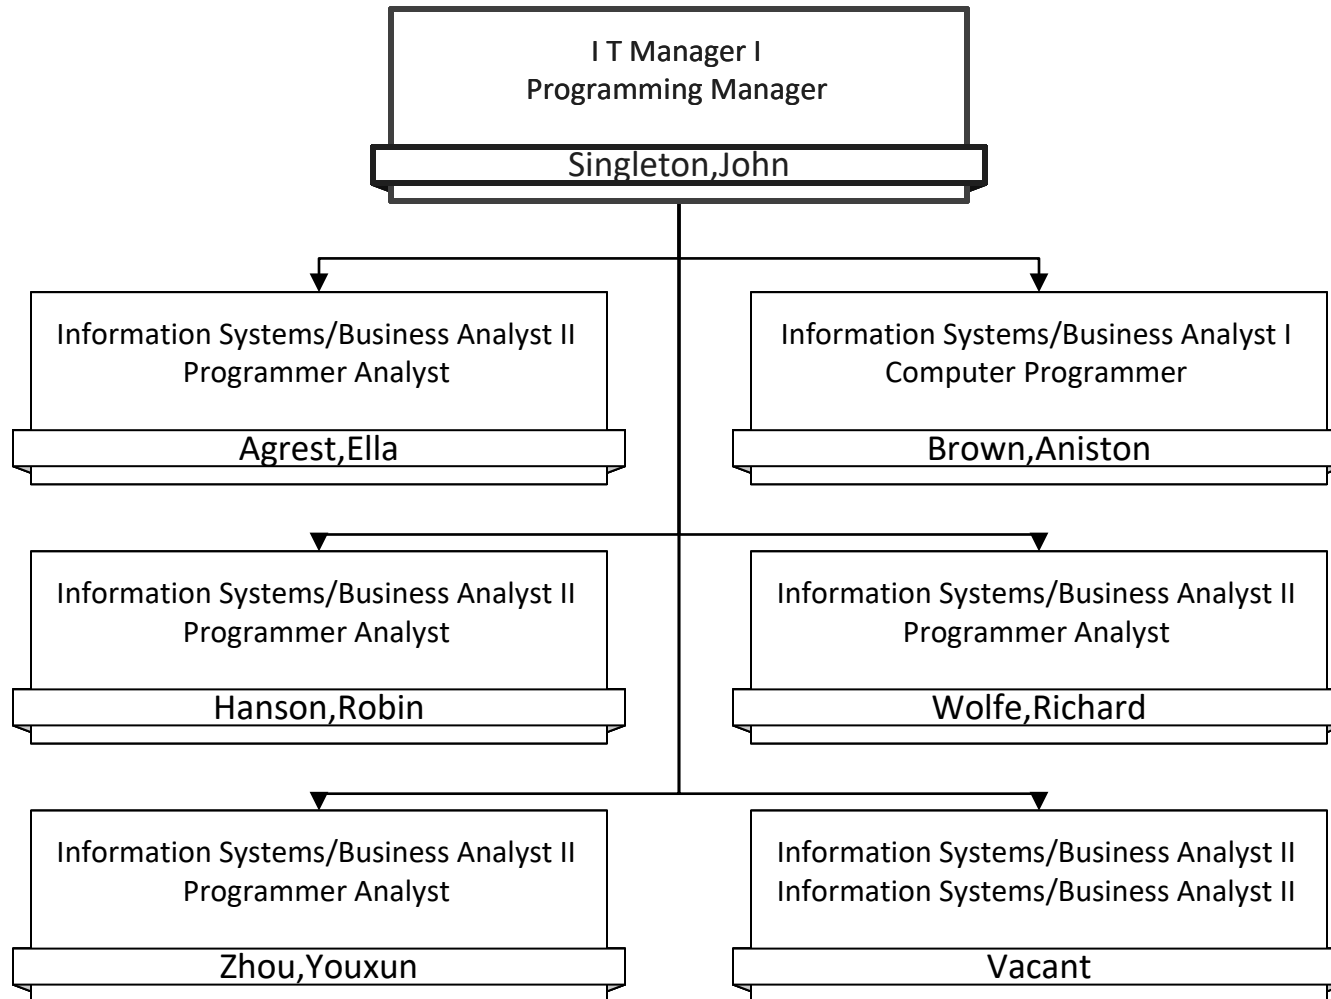 I T Manager I
Programming Manager
Singleton,John
Information Systems/Business Analyst II
Programmer Analyst
Agrest,Ella
Information Systems/Business Analyst I
Computer Programmer
Brown,Aniston
Information Systems/Business Analyst II
Programmer Analyst
Hanson,Robin
Information Systems/Business Analyst II
Programmer Analyst
Wolfe,Richard
Information Systems/Business Analyst II
Programmer Analyst
Zhou,Youxun
Information Systems/Business Analyst II
Information Systems/Business Analyst II
Vacant